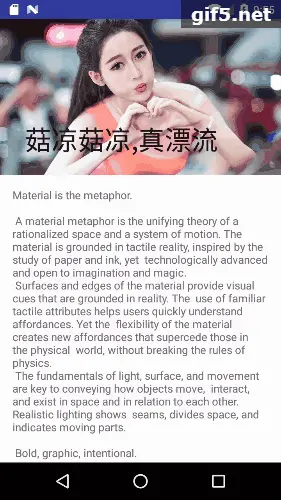 gif5.net
菇凉菇凉,真漂流
Material is the metaphor.
A material metaphor is the unifying theory of a
rationalized space and a system of motion. The
material is grounded in tactile reality, inspired by the
study of paper and ink, yet  technologically advanced
and open to imagination and magic.
Surfaces and edges of the material provide visual
cues that are grounded in reality. The  use of familiar
tactile attributes helps users quickly understand
affordances. Yet the  flexibility of the material
creates new affordances that supercede those in
the physical  world, without breaking the rules of
physics.
The fundamentals of light, surface, and movement
are key to conveying how objects move,  interact,
and exist in space and in relation to each other.
Realistic lighting shows  seams, divides space, and
indicates moving parts.
Bold, graphic, intentional.